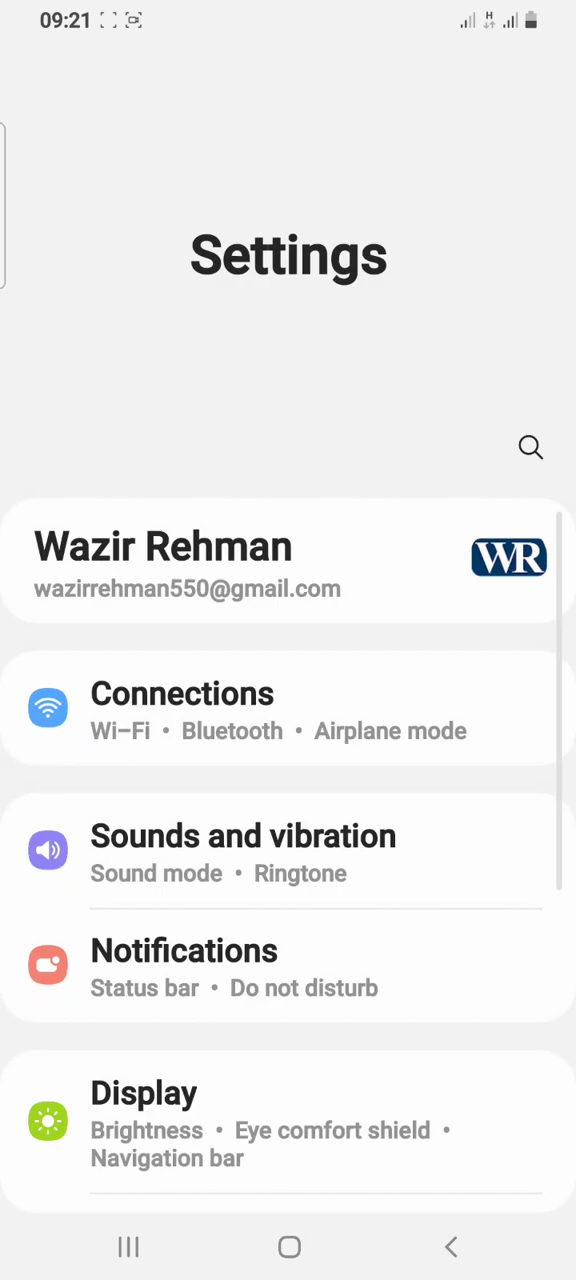 09:21
H
Settings
Wazir Rehman
wazirrehman550@gmail.com
WR
Connections
Wi-Fi • Bluetooth • Airplane mode
Sounds and vibration
Sound mode • Ringtone
Notifications
Status bar • Do not disturb
Display
Brightness • Eye comfort shield •
Navigation bar